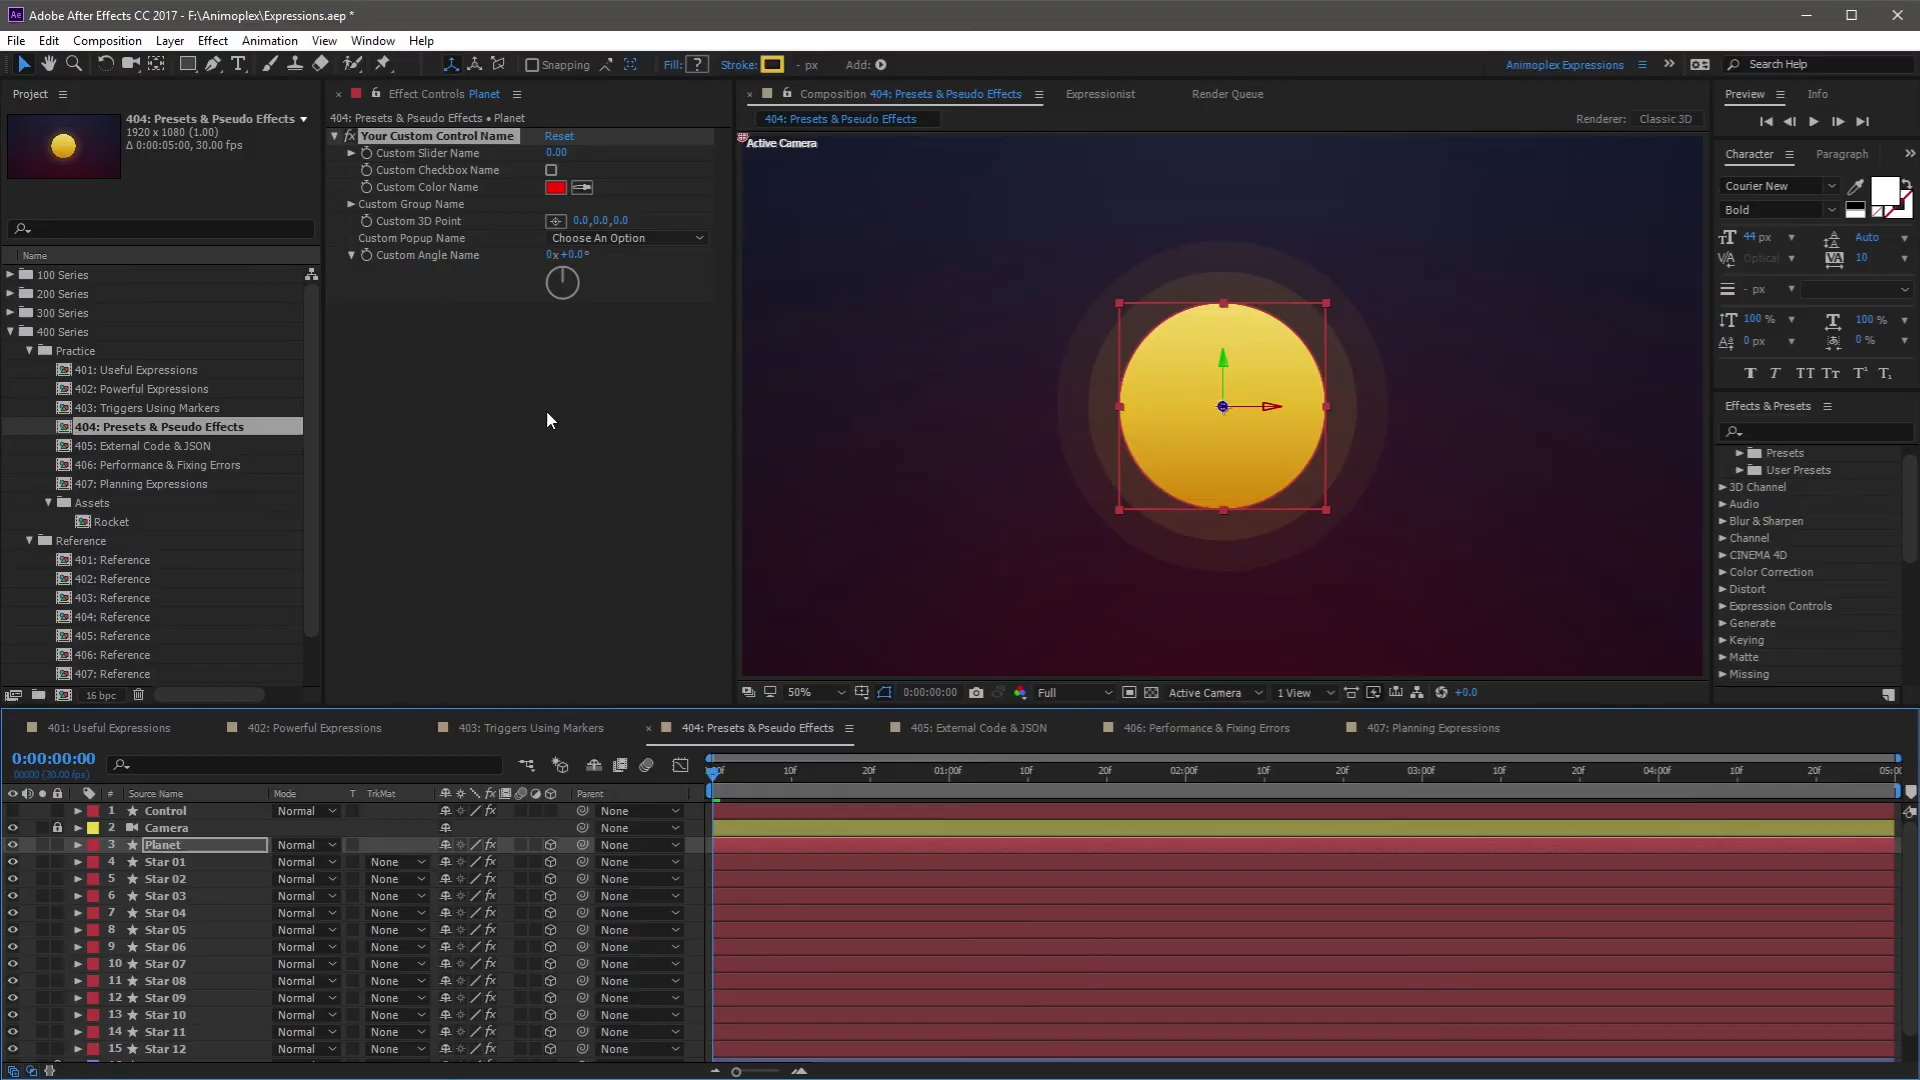 Adobe After Effects CC 2017 - F:\Animoplex\Expressions.aep *
File Edit Composition Layer Effect Animation View Window Help
Snapping Fill: ? Stroke: - px Add: Animoplex Expressions Search Help
Project
404: Presets & Pseudo Effects
1920 x 1080 (1.00)
Δ 0:00:05:00, 30.00 fps
Name
100 Series
200 Series
300 Series
400 Series
Practice
401: Useful Expressions
402: Powerful Expressions
403: Triggers Using Markers
404: Presets & Pseudo Effects
405: External Code & JSON
406: Performance & Fixing Errors
407: Planning Expressions
Assets
Rocket
Reference
401: Reference
402: Reference
403: Reference
404: Reference
405: Reference
406: Reference
407: Reference
16 bpc
Effect Controls Planet
404: Presets & Pseudo Effects • Planet
fx Your Custom Control Name Reset
Custom Slider Name 0.00
Custom Checkbox Name
Custom Color Name
Custom Group Name
Custom 3D Point 0.0,0.0,0.0
Custom Popup Name Choose An Option
Custom Angle Name 0x+0.0°
Composition 404: Presets & Pseudo Effects Expressionist Render Queue
404: Presets & Pseudo Effects Renderer: Classic 3D
Active Camera
50% 0:00:00:00 Full Active Camera 1 View +0.0
Preview Info
Character Paragraph
Courier New
Bold
44 px Auto
Optical 10
- px
100 % 100 %
0 px 0 %
T T TT Tт T¹ T₁
Effects & Presets
Presets
User Presets
3D Channel
Audio
Blur & Sharpen
Channel
CINEMA 4D
Color Correction
Distort
Expression Controls
Generate
Keying
Matte
Missing
401: Useful Expressions 402: Powerful Expressions 403: Triggers Using Markers 404: Presets & Pseudo Effects 405: External Code & JSON 406: Performance & Fixing Errors 407: Planning Expressions
0:00:00:00
00000 (30.00 fps)
10f 20f 01:00f 10f 20f 02:00f 10f 20f 03:00f 10f 20f 04:00f 10f 20f
# Source Name Mode T TrkMat Parent
1 Control Normal None
2 Camera None
3 Planet Normal None
4 Star 01 Normal None None
5 Star 02 Normal None None
6 Star 03 Normal None None
7 Star 04 Normal None None
8 Star 05 Normal None None
9 Star 06 Normal None None
10 Star 07 Normal None None
11 Star 08 Normal None None
12 Star 09 Normal None None
13 Star 10 Normal None None
14 Star 11 Normal None None
15 Star 12 Normal None None